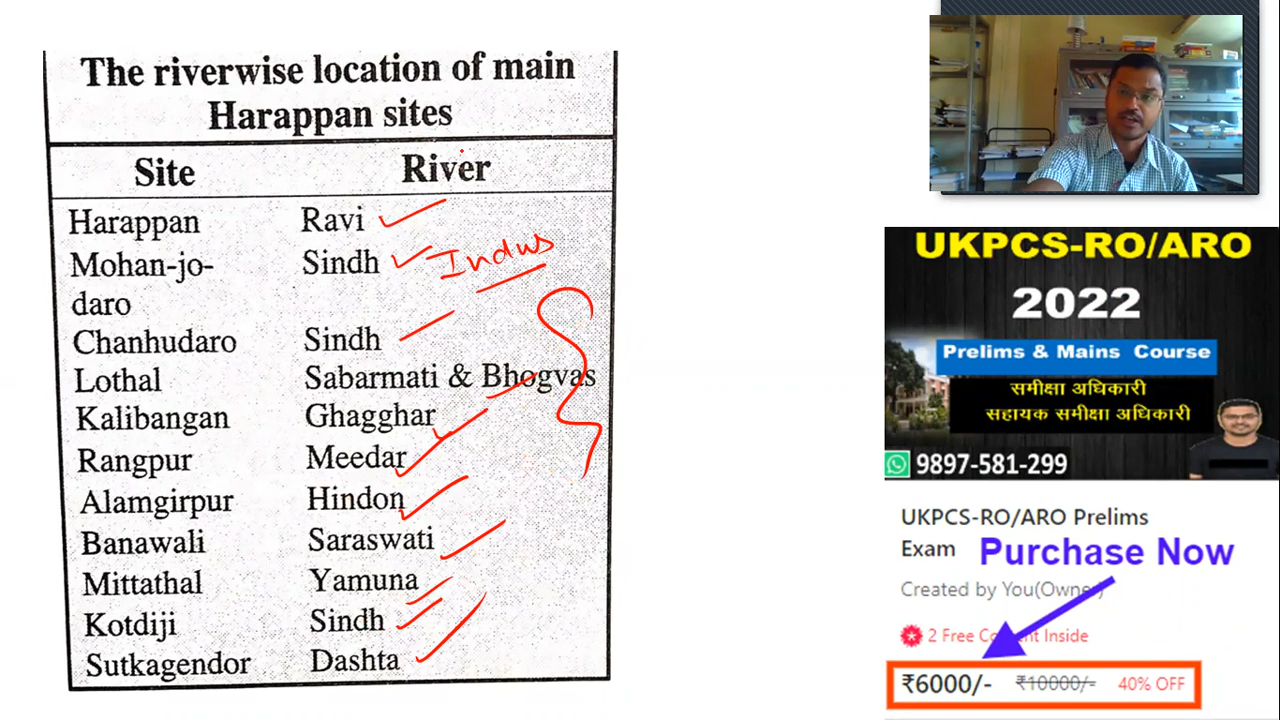 The riverwise location of main
Harappan sites
Site River
Harappan Ravi
Mohan-jo- Sindh Indus
daro
Chanhudaro Sindh
Lothal Sabarmati & Bhogvas
Kalibangan Ghagghar
Rangpur Meedar
Alamgirpur Hindon
Banawali Saraswati
Mittathal Yamuna
Kotdiji Sindh
Sutkagendor Dashta
UKPCS-RO/ARO
2022
Prelims & Mains Course
समीक्षा अधिकारी
सहायक समीक्षा अधिकारी
9897-581-299
UKPCS-RO/ARO Prelims
Exam Purchase Now
Created by You(Owner)
2 Free Content Inside
₹6000/- ₹10000/- 40% OFF